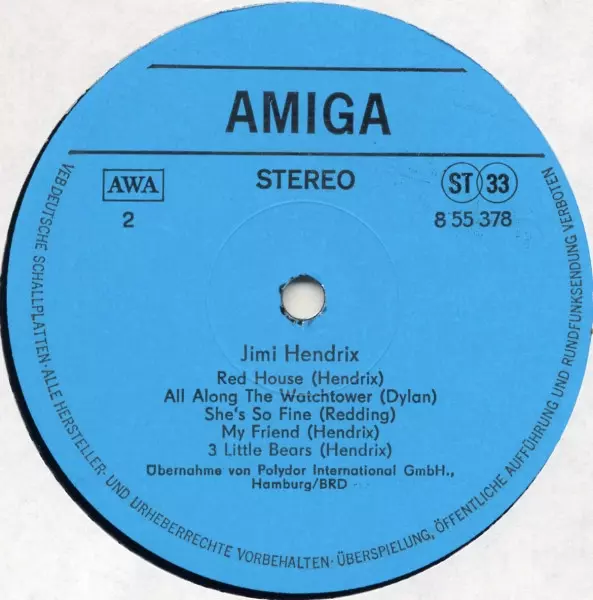 AMIGA
AWA
STEREO
ST 33
2
8 55 378
Jimi Hendrix
Red House (Hendrix)
All Along The Watchtower (Dylan)
She's So Fine (Redding)
My Friend (Hendrix)
3 Little Bears (Hendrix)
Übernahme von Polydor International GmbH.,
Hamburg/BRD
VEB DEUTSCHE SCHALLPLATTEN · ALLE HERSTELLER- UND URHEBERRECHTE VORBEHALTEN · ÜBERSPIELUNG, ÖFFENTLICHE AUFFÜHRUNG UND RUNDFUNKSENDUNG VERBOTEN